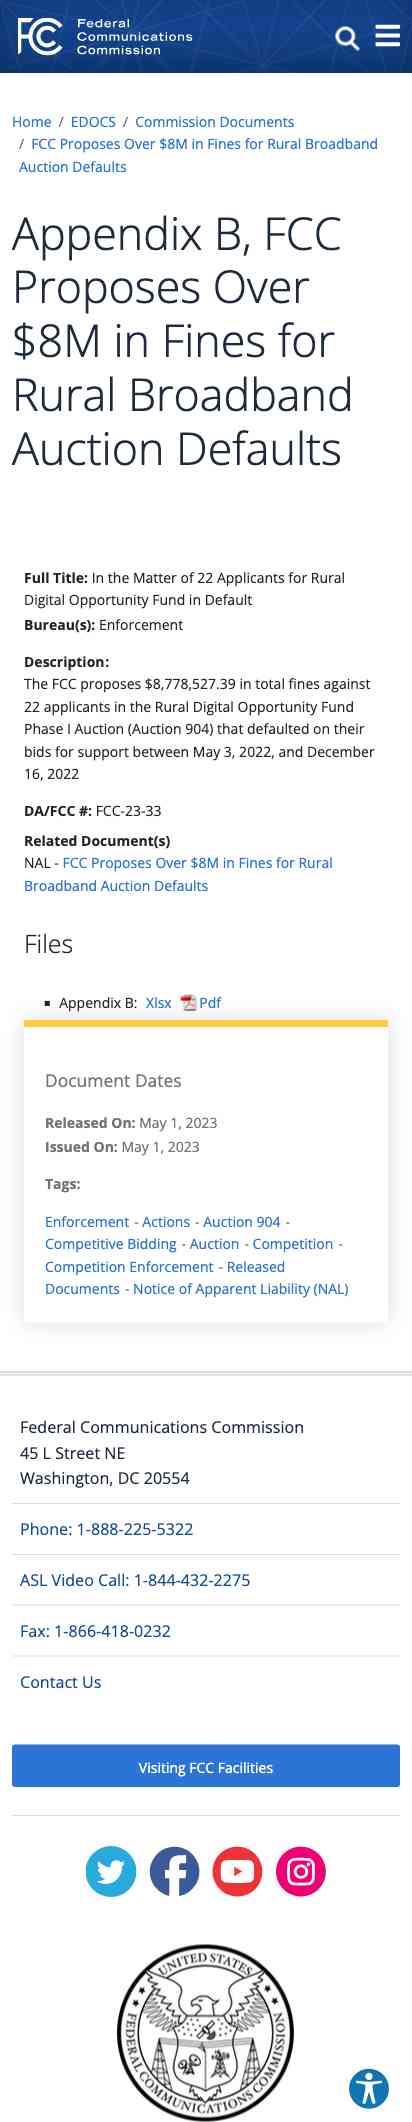 Federal
Communications
Commission
Home / EDOCS / Commission Documents
/ FCC Proposes Over $8M in Fines for Rural Broadband
Auction Defaults
Appendix B, FCC
Proposes Over
$8M in Fines for
Rural Broadband
Auction Defaults
Full Title: In the Matter of 22 Applicants for Rural
Digital Opportunity Fund in Default
Bureau(s): Enforcement
Description:
The FCC proposes $8,778,527.39 in total fines against
22 applicants in the Rural Digital Opportunity Fund
Phase I Auction (Auction 904) that defaulted on their
bids for support between May 3, 2022, and December
16, 2022
DA/FCC #: FCC-23-33
Related Document(s)
NAL - FCC Proposes Over $8M in Fines for Rural
Broadband Auction Defaults
Files
▪ Appendix B: Xlsx Pdf
Document Dates
Released On: May 1, 2023
Issued On: May 1, 2023
Tags:
Enforcement - Actions - Auction 904 -
Competitive Bidding - Auction - Competition -
Competition Enforcement - Released
Documents - Notice of Apparent Liability (NAL)
Federal Communications Commission
45 L Street NE
Washington, DC 20554
Phone: 1-888-225-5322
ASL Video Call: 1-844-432-2275
Fax: 1-866-418-0232
Contact Us
Visiting FCC Facilities
UNITED STATES
FEDERAL COMMUNICATIONS COMMISSION